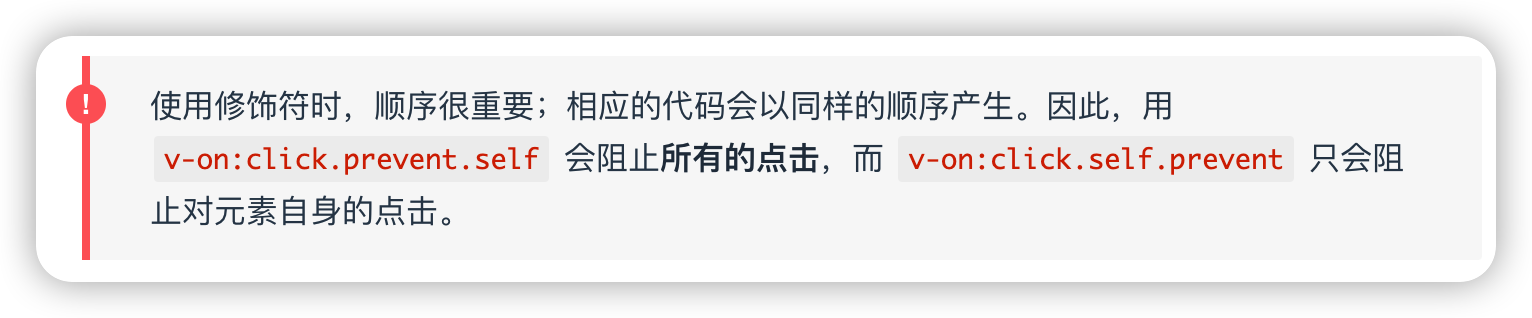 使用修饰符时，顺序很重要；相应的代码会以同样的顺序产生。因此，用
v-on:click.prevent.self 会阻止所有的点击，而 v-on:click.self.prevent 只会阻
止对元素自身的点击。